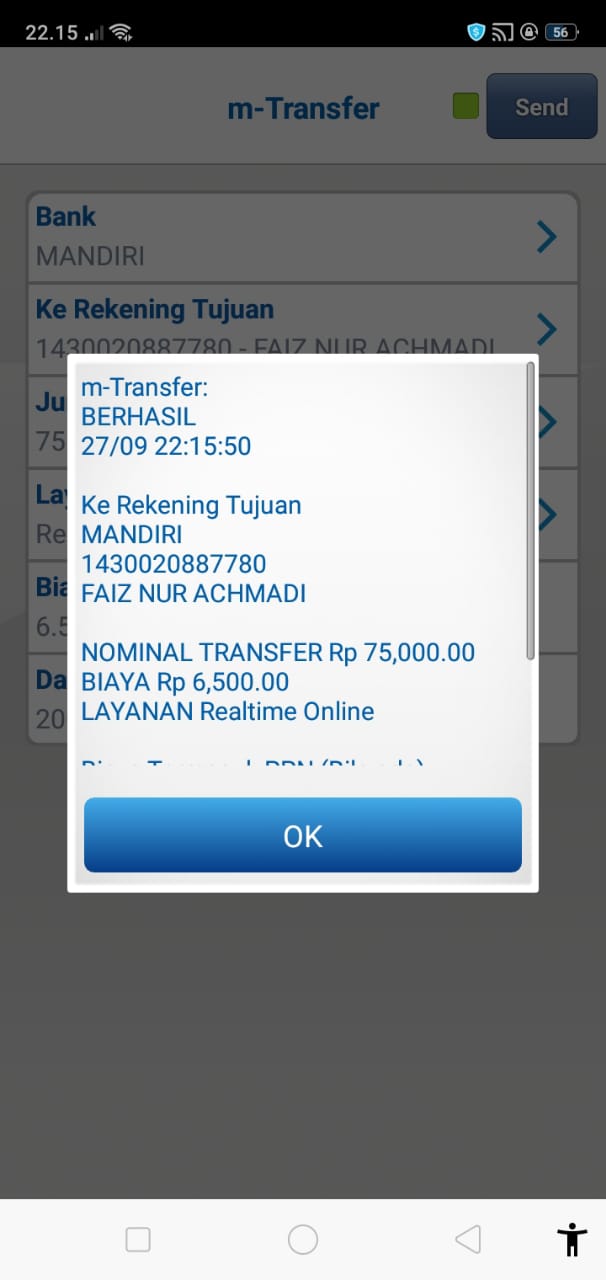 22.15
56
m-Transfer
Send
Bank
MANDIRI
Ke Rekening Tujuan
1430020887780 - FAIZ NUR ACHMADI
Ju
75
La
Re
Bia
6.5
Da
20
m-Transfer:
BERHASIL
27/09 22:15:50
Ke Rekening Tujuan
MANDIRI
1430020887780
FAIZ NUR ACHMADI
NOMINAL TRANSFER Rp 75,000.00
BIAYA Rp 6,500.00
LAYANAN Realtime Online
OK